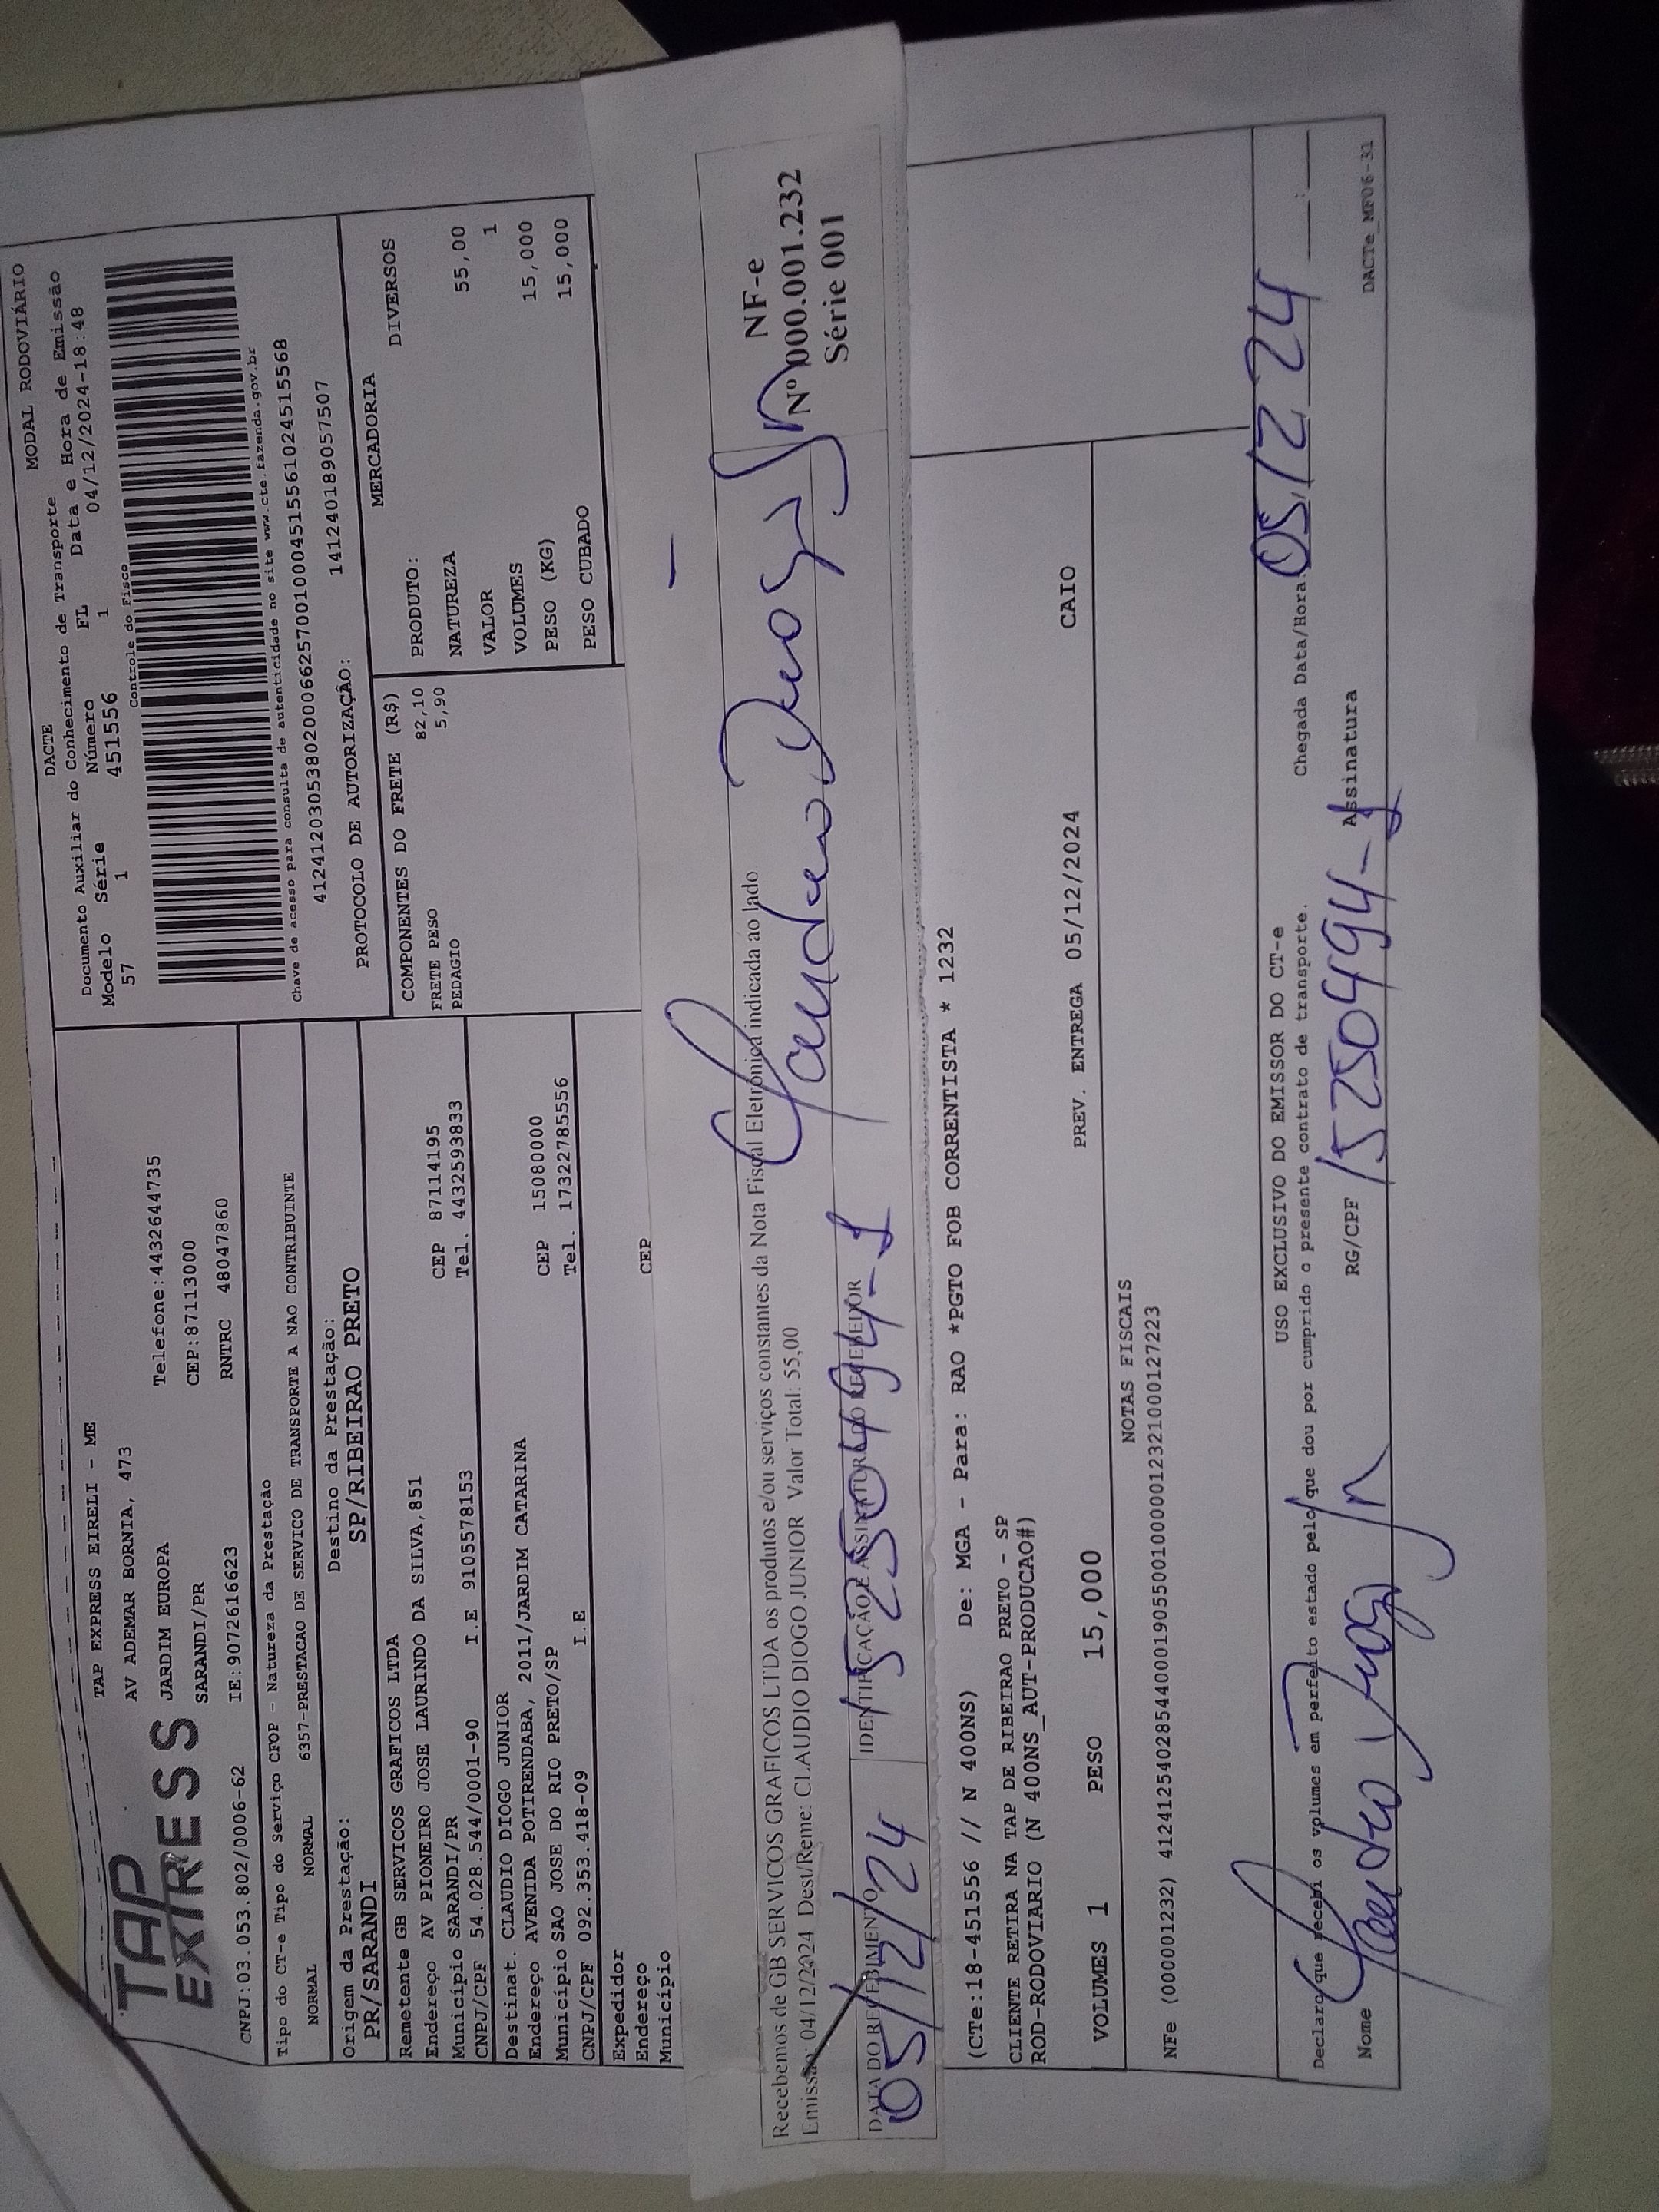 MODAL RODOVIÁRIO
DACTE
Documento Auxiliar do Conhecimento de Transporte
Modelo Série Número FL Data e Hora de Emissão
57 1 451556 1 04/12/2024-18:48
Controle do Fisco
Chave de acesso para consulta de autenticidade no site www.cte.fazenda.gov.br
41241203053802000662570010004515561024515568
PROTOCOLO DE AUTORIZAÇÃO: 141240189057507
TAP EXPRESS
TAP EXPRESS EIRELI - ME
AV ADEMAR BORNIA, 473
JARDIM EUROPA Telefone:4432644735
SARANDI/PR CEP:87113000
CNPJ:03.053.802/0006-62 IE:9072616623 RNTRC 48047860
Tipo do CT-e Tipo do Serviço CFOP - Natureza da Prestação
NORMAL NORMAL 6357-PRESTACAO DE SERVICO DE TRANSPORTE A NAO CONTRIBUINTE
Origem da Prestação: Destino da Prestação:
PR/SARANDI SP/RIBEIRAO PRETO
Remetente GB SERVICOS GRAFICOS LTDA
Endereço AV PIONEIRO JOSE LAURINDO DA SILVA,851 CEP 87114195
Município SARANDI/PR Tel. 4432593833
CNPJ/CPF 54.028.544/0001-90 I.E 9105578153
Destinat. CLAUDIO DIOGO JUNIOR
Endereço AVENIDA POTIRENDABA, 2011/JARDIM CATARINA CEP 15080000
Município SAO JOSE DO RIO PRETO/SP Tel. 17322785556
CNPJ/CPF 092.353.418-09 I.E
Expedidor
Endereço CEP
Município
COMPONENTES DO FRETE (R$)
FRETE PESO 82,10
PEDAGIO 5,90
MERCADORIA
PRODUTO: DIVERSOS
NATUREZA
VALOR 55,00
VOLUMES 1
PESO (KG) 15,000
PESO CUBADO 15,000
Recebemos de GB SERVICOS GRAFICOS LTDA os produtos e/ou serviços constantes da Nota Fiscal Eletrônica indicada ao lado
Emissão: 04/12/2024 Dest/Reme: CLAUDIO DIOGO JUNIOR Valor Total: 55,00
DATA DO RECEBIMENTO IDENTIFICAÇÃO E ASSINATURA DO RECEBEDOR
05/12/24 15250494-1
NF-e
Nº 000.001.232
Série 001
(CTe:18-451556 // N 400NS) De: MGA - Para: RAO *PGTO FOB CORRENTISTA * 1232
CLIENTE RETIRA NA TAP DE RIBEIRAO PRETO - SP
ROD-RODOVIARIO (N 400NS_AUT-PRODUCAO#)
PREV. ENTREGA 05/12/2024 CAIO
VOLUMES 1 PESO 15,000
NOTAS FISCAIS
NFe (000001232) 41241254028544000190550010000012321000127223
USO EXCLUSIVO DO EMISSOR DO CT-e
Declaro que recebi os volumes em perfeito estado pelo que dou por cumprido o presente contrato de transporte.
Chegada Data/Hora 05/12/24 __:__
Nome RG/CPF 15250494-1 Assinatura
DACTe_MF06-31